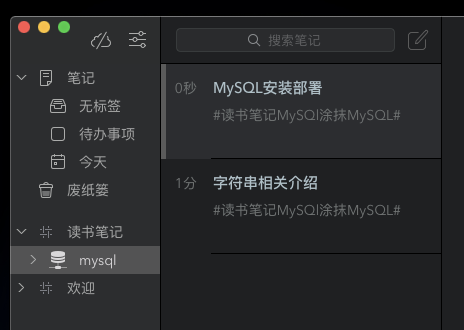 搜索笔记
笔记
无标签
待办事项
今天
废纸篓
读书笔记
mysql
欢迎
0秒
MySQL安装部署
#读书笔记MySQl涂抹MySQL#
1分
字符串相关介绍
#读书笔记MySQl涂抹MySQL#